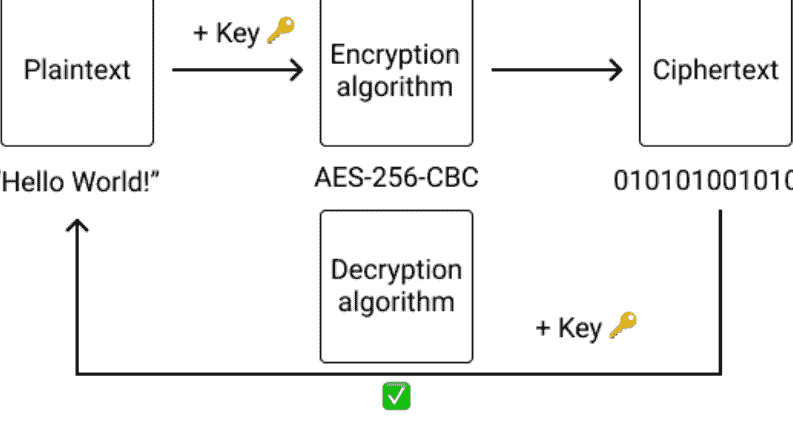 + Key
Plaintext
Encryption
algorithm
Ciphertext
"Hello World!”
AES-256-CBC
010101001010
Decryption
algorithm
+ Key